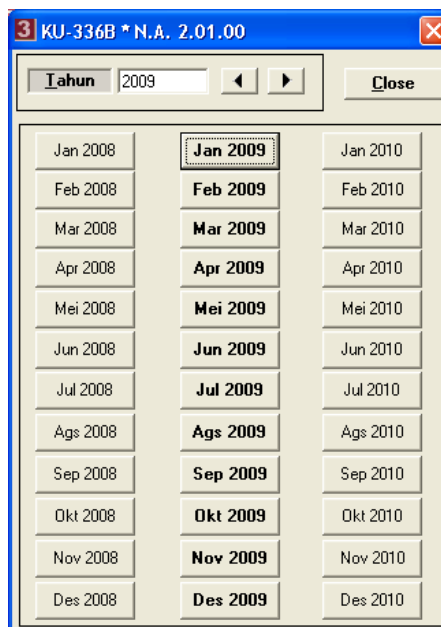 3 KU-336B * N.A. 2.01.00
Tahun 2009 Close
Jan 2008 Jan 2009 Jan 2010
Feb 2008 Feb 2009 Feb 2010
Mar 2008 Mar 2009 Mar 2010
Apr 2008 Apr 2009 Apr 2010
Mei 2008 Mei 2009 Mei 2010
Jun 2008 Jun 2009 Jun 2010
Jul 2008 Jul 2009 Jul 2010
Ags 2008 Ags 2009 Ags 2010
Sep 2008 Sep 2009 Sep 2010
Okt 2008 Okt 2009 Okt 2010
Nov 2008 Nov 2009 Nov 2010
Des 2008 Des 2009 Des 2010